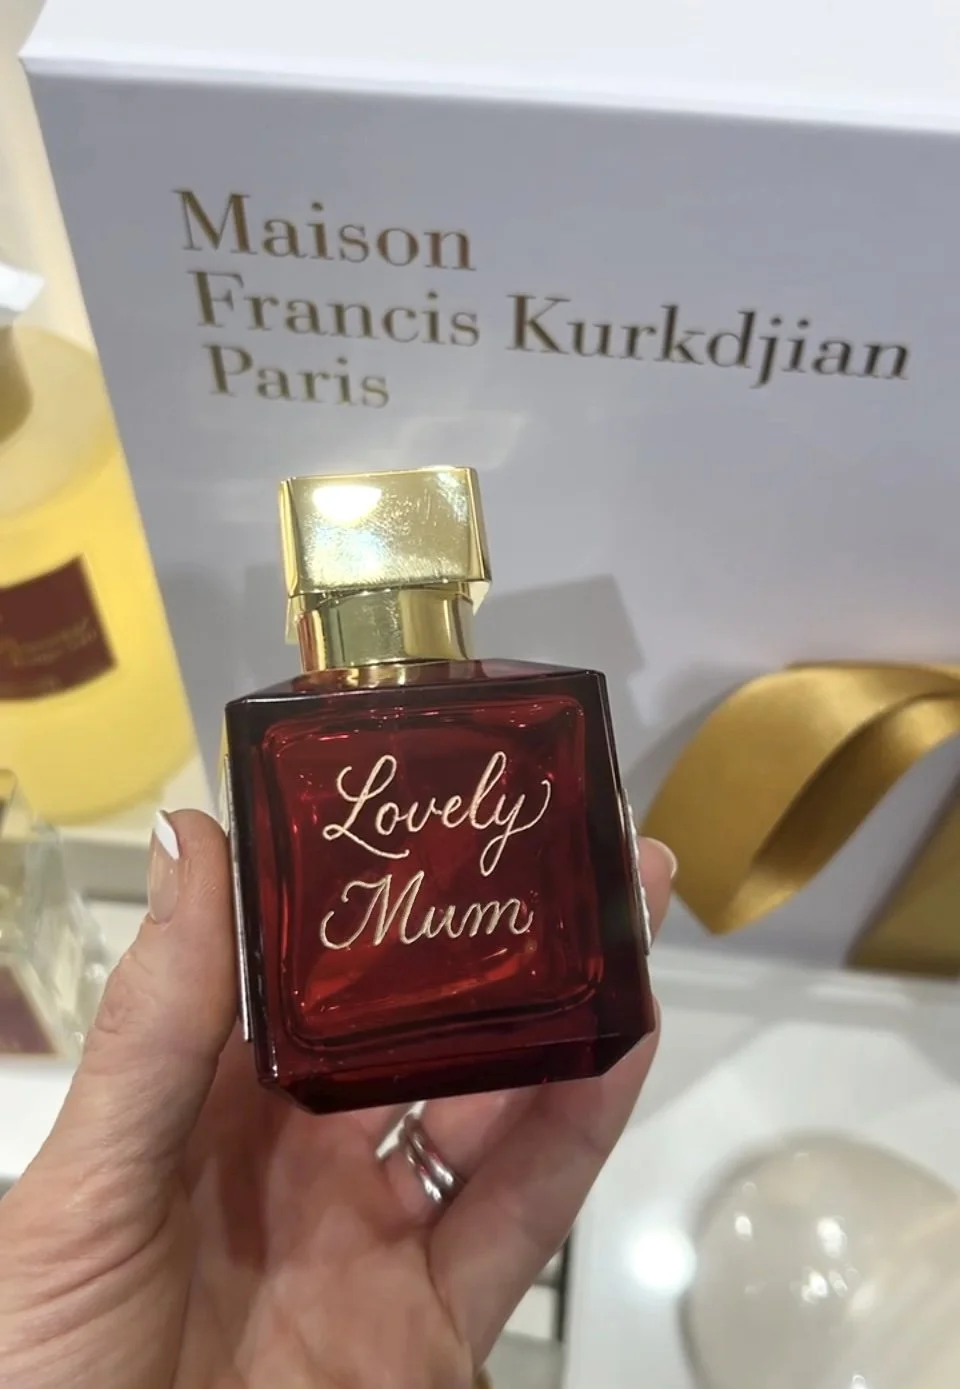 Maison
Francis Kurkdjian
Paris
Lovely
Mum